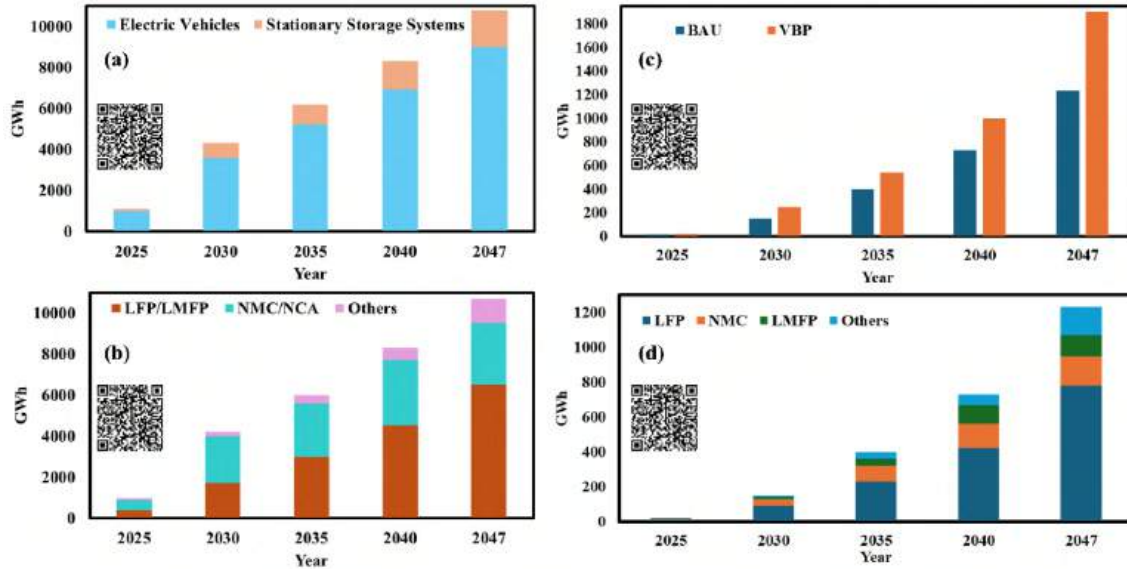 Electric Vehicles Stationary Storage Systems
(a)
GWh
10000
8000
6000
4000
2000
0
2025 2030 2035 2040 2047
Year
BAU VBP
(c)
GWh
1800
1600
1400
1200
1000
800
600
400
200
0
2025 2030 2035 2040 2047
Year
LFP/LMFP NMC/NCA Others
(b)
GWh
10000
8000
6000
4000
2000
0
2025 2030 2035 2040 2047
Year
LFP NMC LMFP Others
(d)
GWh
1200
1000
800
600
400
200
0
2025 2030 2035 2040 2047
Year